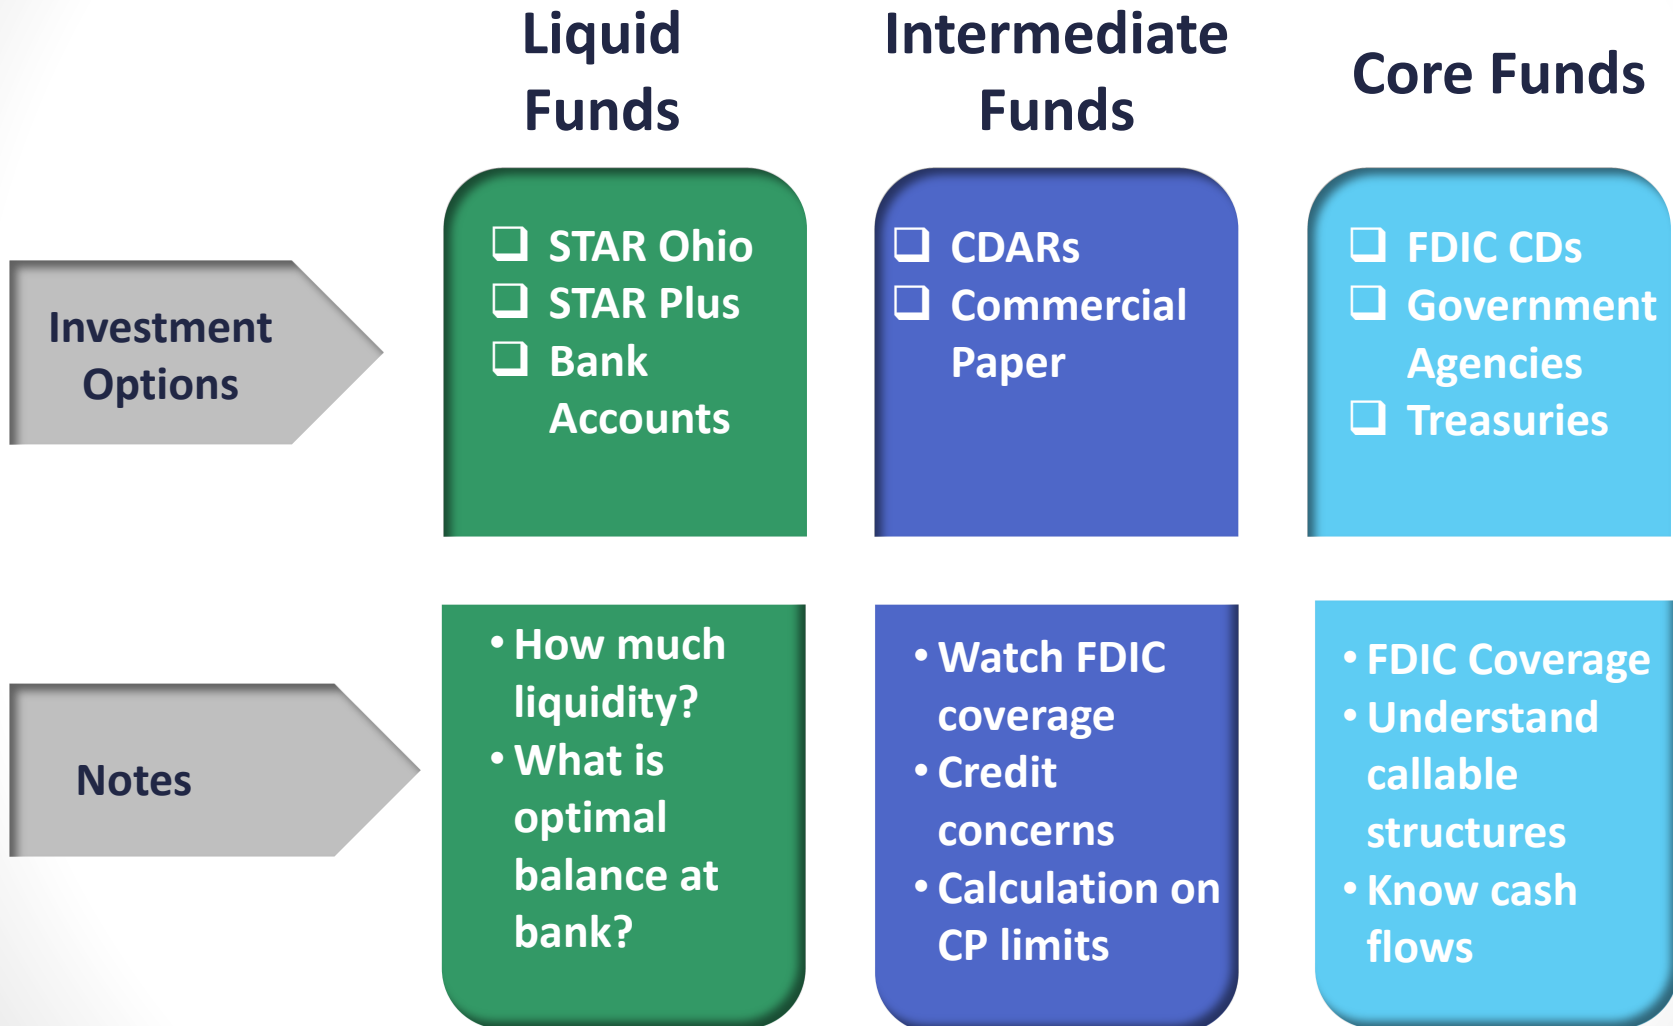 Liquid
Funds
Intermediate
Funds
Core Funds
Investment
Options
❑ STAR Ohio
❑ STAR Plus
❑ Bank
Accounts
❑ CDARs
❑ Commercial
Paper
❑ FDIC CDs
❑ Government
Agencies
❑ Treasuries
Notes
• How much
liquidity?
• What is
optimal
balance at
bank?
• Watch FDIC
coverage
• Credit
concerns
• Calculation on
CP limits
• FDIC Coverage
• Understand
callable
structures
• Know cash
flows